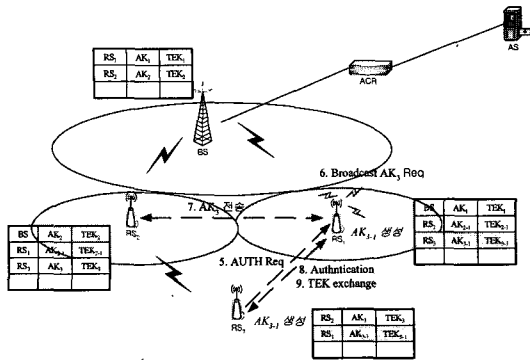 AS
ACR
RS₁ AK₁ TEK₁
RS₂ AK₂ TEK₂
BS
6. Broadcast AK₃ Req
7. AK₃ 전송
RS₂
RS₁
AK₃₋₁ 생성
BS AK₁ TEK₁
RS₂ AK₂₋₁ TEK₂₋₁
RS₃ AK₃₋₁ TEK₃₋₁
BS AK₂ TEK₂
RS₁ AK₂₋₁ TEK₂₋₁
RS₃ AK₃ TEK₃
5. AUTH Req
8. Authntication
9. TEK exchange
RS₃
AK₃₋₁ 생성
RS₂ AK₃ TEK₃
RS₁ AK₃₋₁ TEK₃₋₁